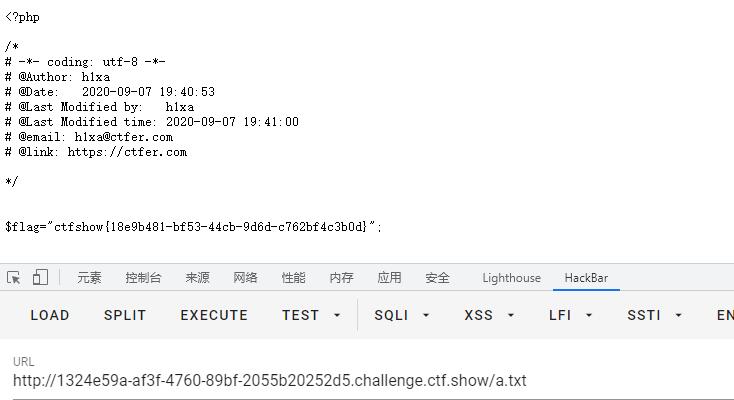 <?php
/*
# -*- coding: utf-8 -*-
# @Author: h1xa
# @Date:   2020-09-07 19:40:53
# @Last Modified by:   h1xa
# @Last Modified time: 2020-09-07 19:41:00
# @email: h1xa@ctfer.com
# @link: https://ctfer.com
*/
$flag="ctfshow{18e9b481-bf53-44cb-9d6d-c762bf4c3b0d}";
元素 控制台 来源 网络 性能 内存 应用 安全 Lighthouse HackBar
LOAD SPLIT EXECUTE TEST SQLI XSS LFI SSTI EN
URL
http://1324e59a-af3f-4760-89bf-2055b20252d5.challenge.ctf.show/a.txt